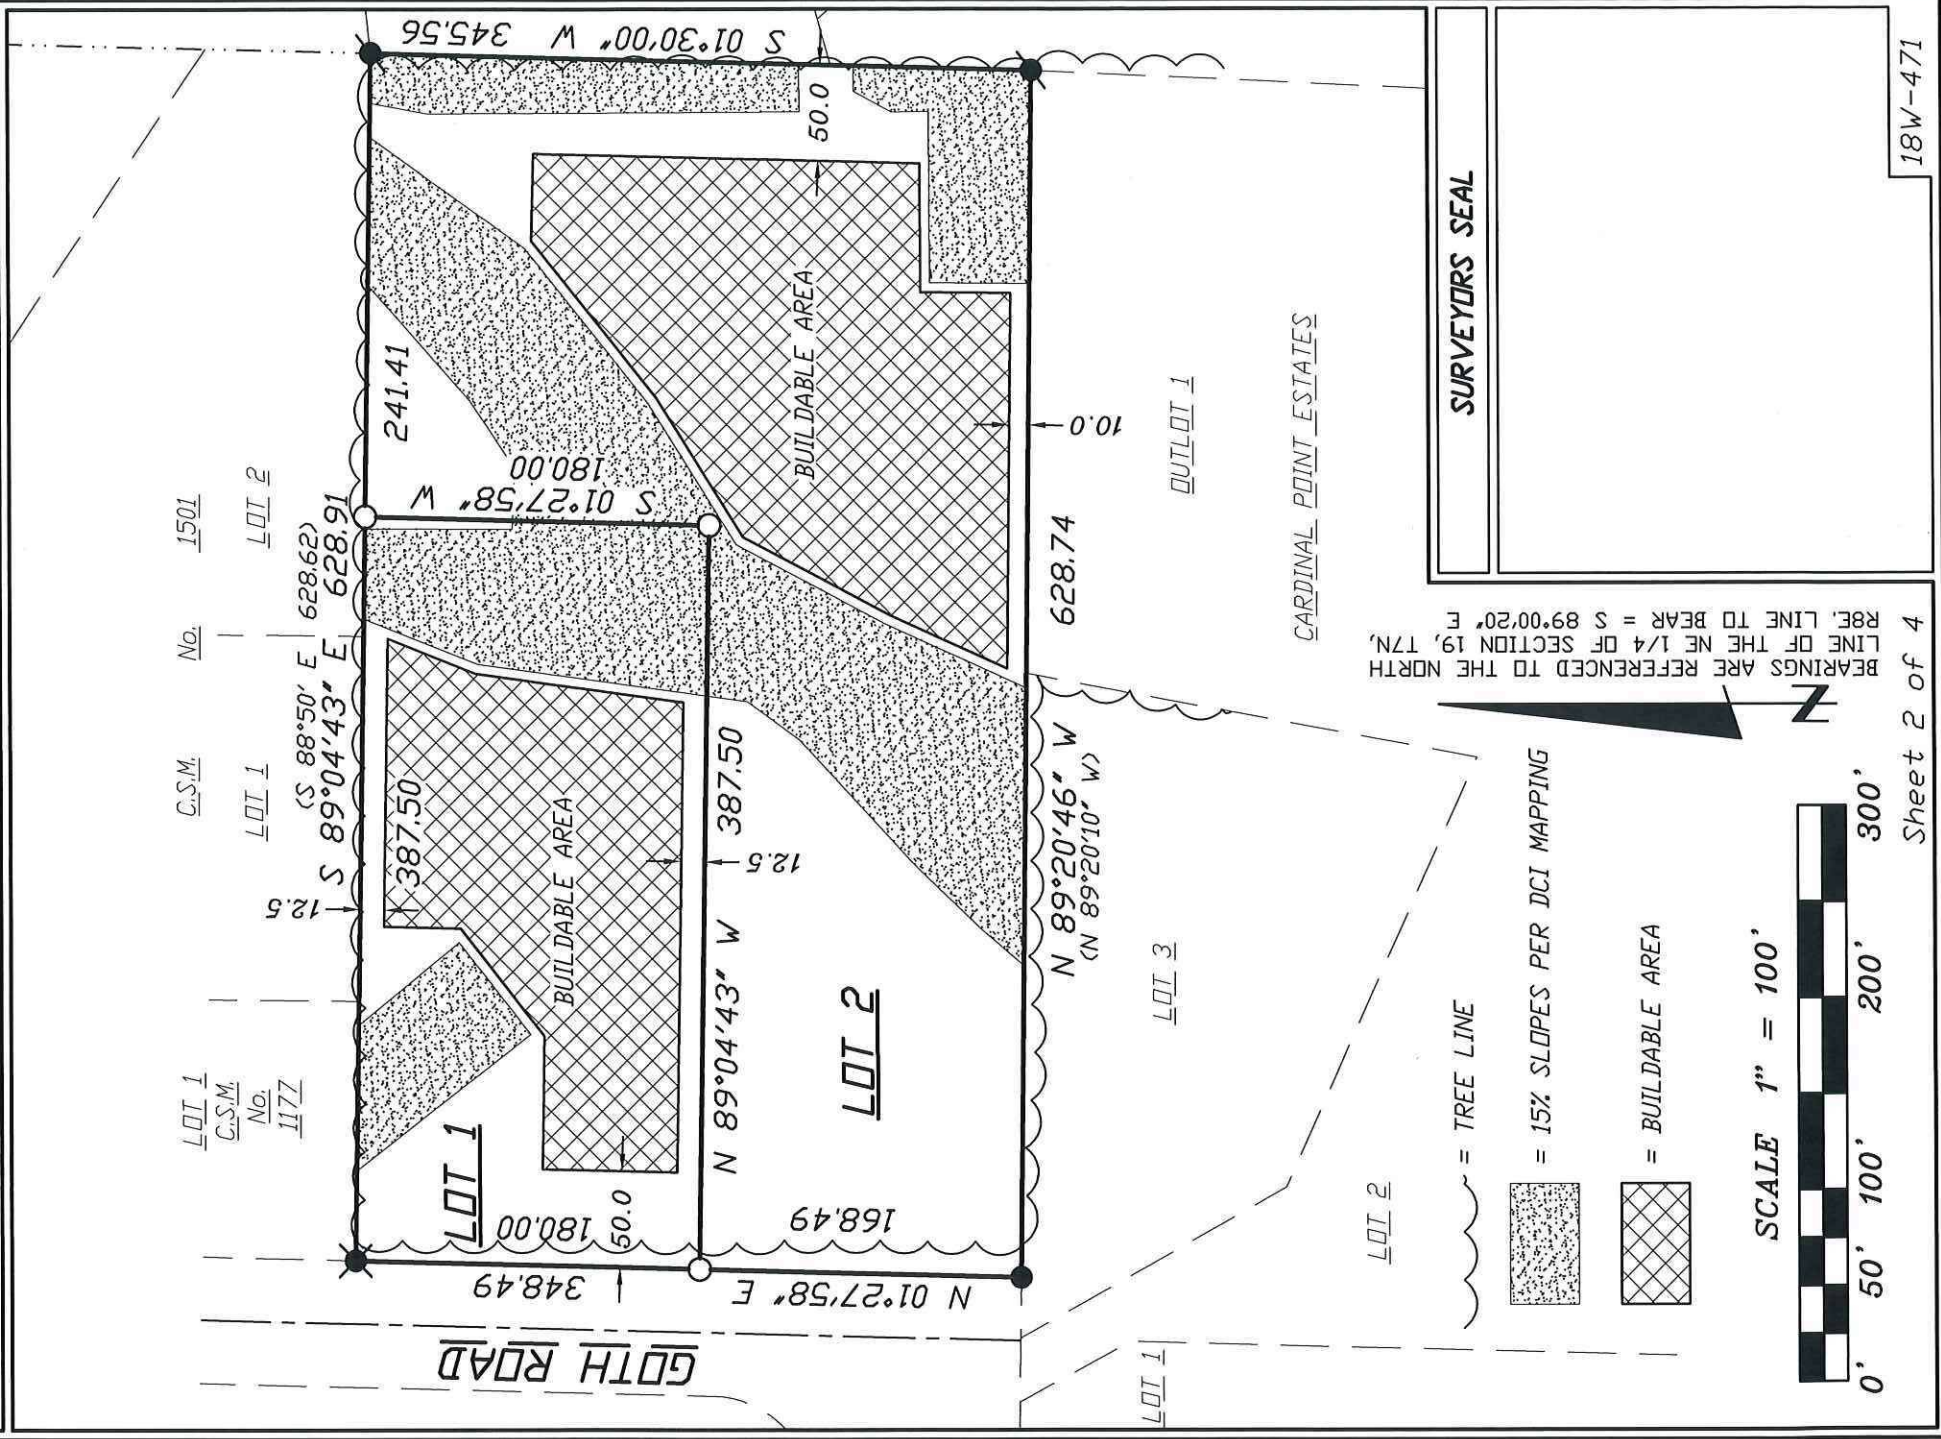 S 01°30'00" W 345.56
50.0
241.41
BUILDABLE AREA
S 01°27'58" W
180.00
1501
No.
C.S.M.
LOT 2
LOT 1
(S 88°50' E 628.62)
S 89°04'43" E 628.91
12.5
387.50
BUILDABLE AREA
387.50
12.5
N 89°04'43" W
LOT 1
LOT 2
LOT 1
C.S.M.
No.
1177
180.00
50.0
168.49
348.49
N 01°27'58" E
GOTH ROAD
10.0
628.74
N 89°20'46" W
(N 89°20'10" W)
OUTLOT 1
CARDINAL POINT ESTATES
LOT 3
LOT 2
LOT 1
SURVEYORS SEAL
18W-471
BEARINGS ARE REFERENCED TO THE NORTH
LINE OF THE NE 1/4 OF SECTION 19, T7N,
R8E. LINE TO BEAR = S 89°00'20" E
N
= TREE LINE
= 15% SLOPES PER DCI MAPPING
= BUILDABLE AREA
SCALE 1" = 100'
0' 50' 100' 200' 300'
Sheet 2 of 4